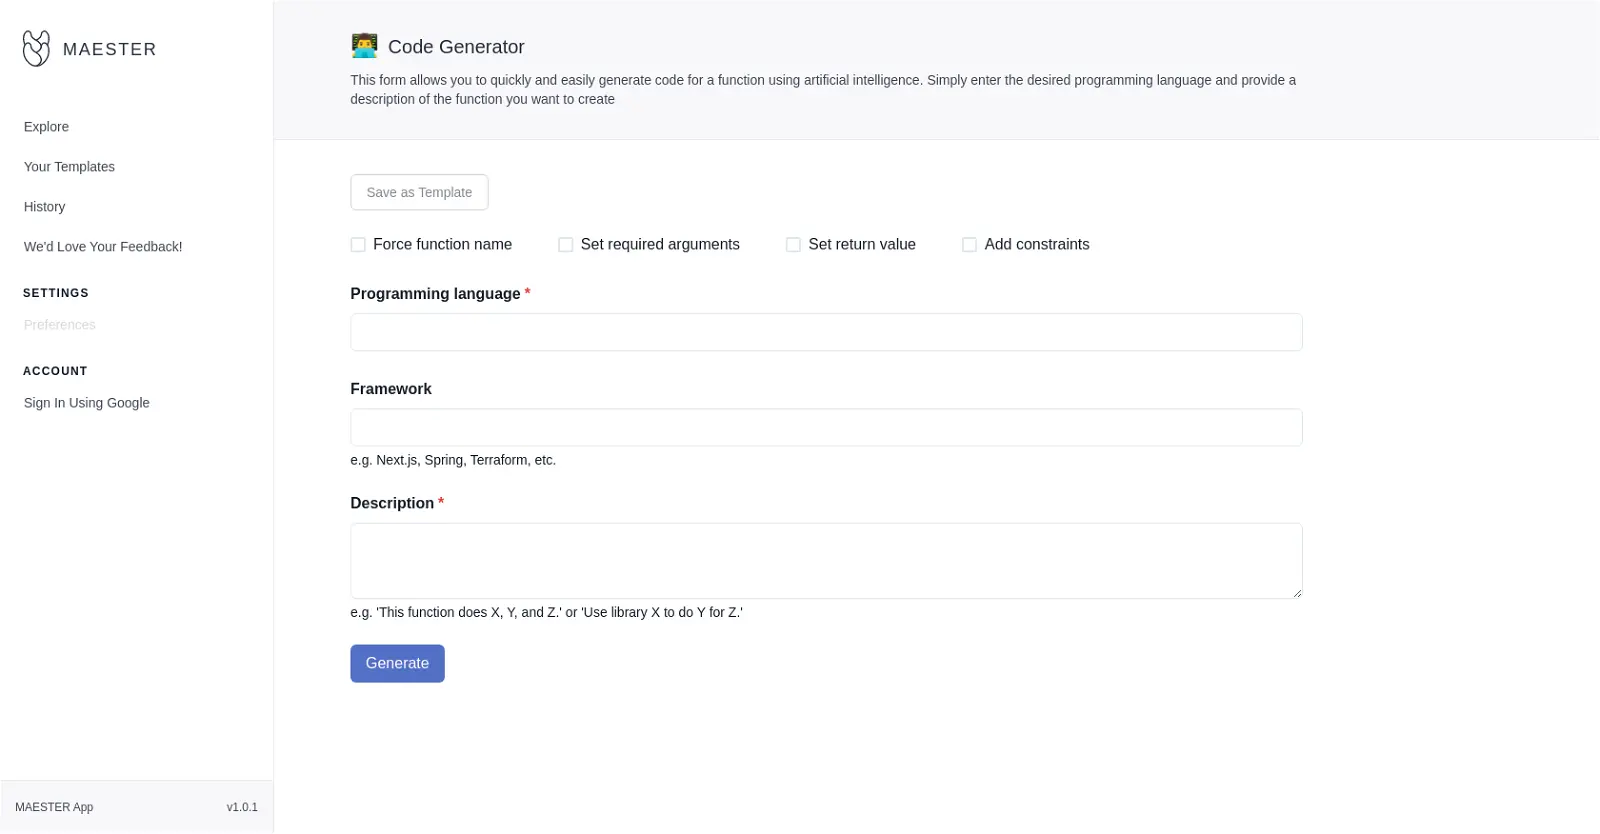 MAESTER
Explore
Your Templates
History
We'd Love Your Feedback!
SETTINGS
Preferences
ACCOUNT
Sign In Using Google
MAESTER App
v1.0.1
Code Generator
This form allows you to quickly and easily generate code for a function using artificial intelligence. Simply enter the desired programming language and provide a
description of the function you want to create
Save as Template
Force function name
Set required arguments
Set return value
Add constraints
Programming language *
Framework
e.g. Next.js, Spring, Terraform, etc.
Description *
e.g. 'This function does X, Y, and Z.' or 'Use library X to do Y for Z.'
Generate